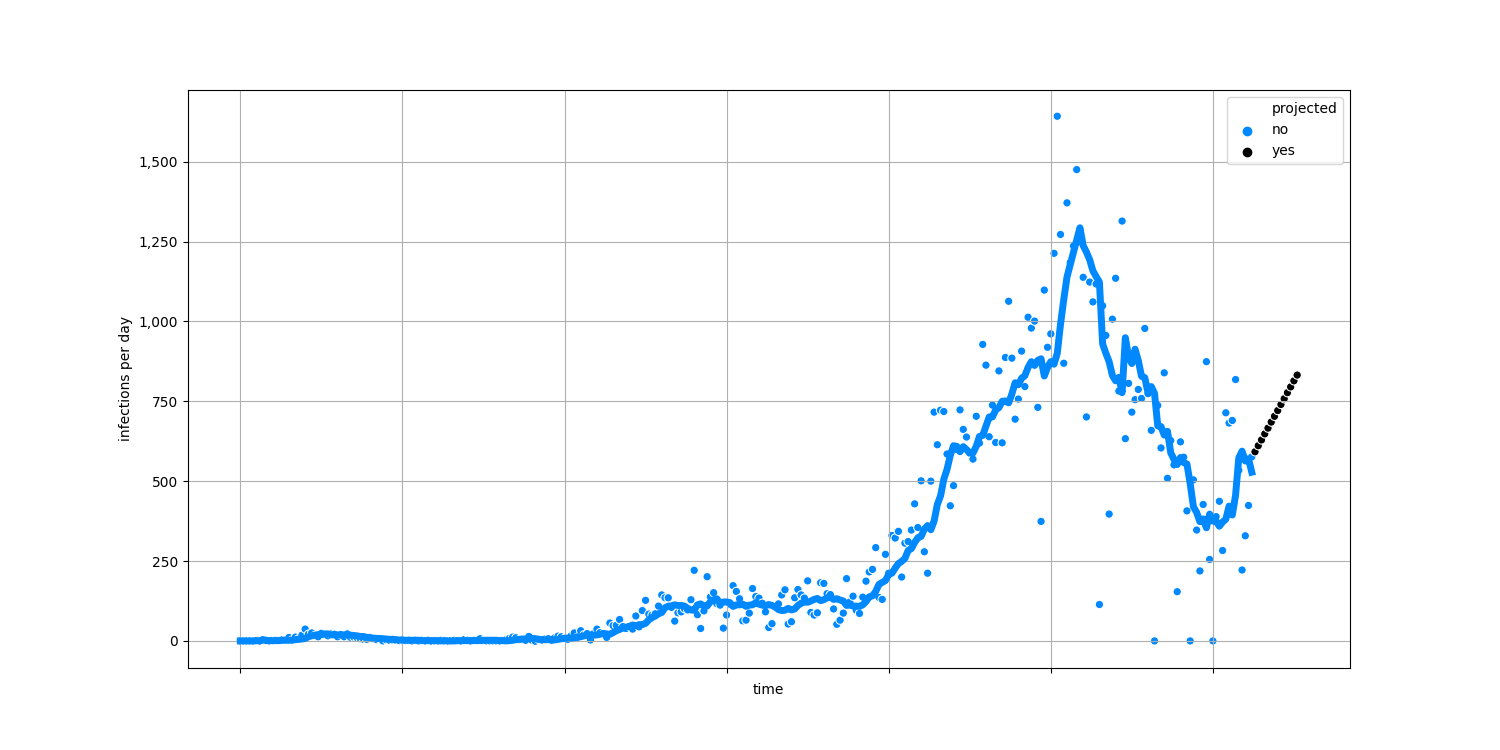 projected
no
yes
1,500
1,250
1,000
750
500
250
0
infections per day
time